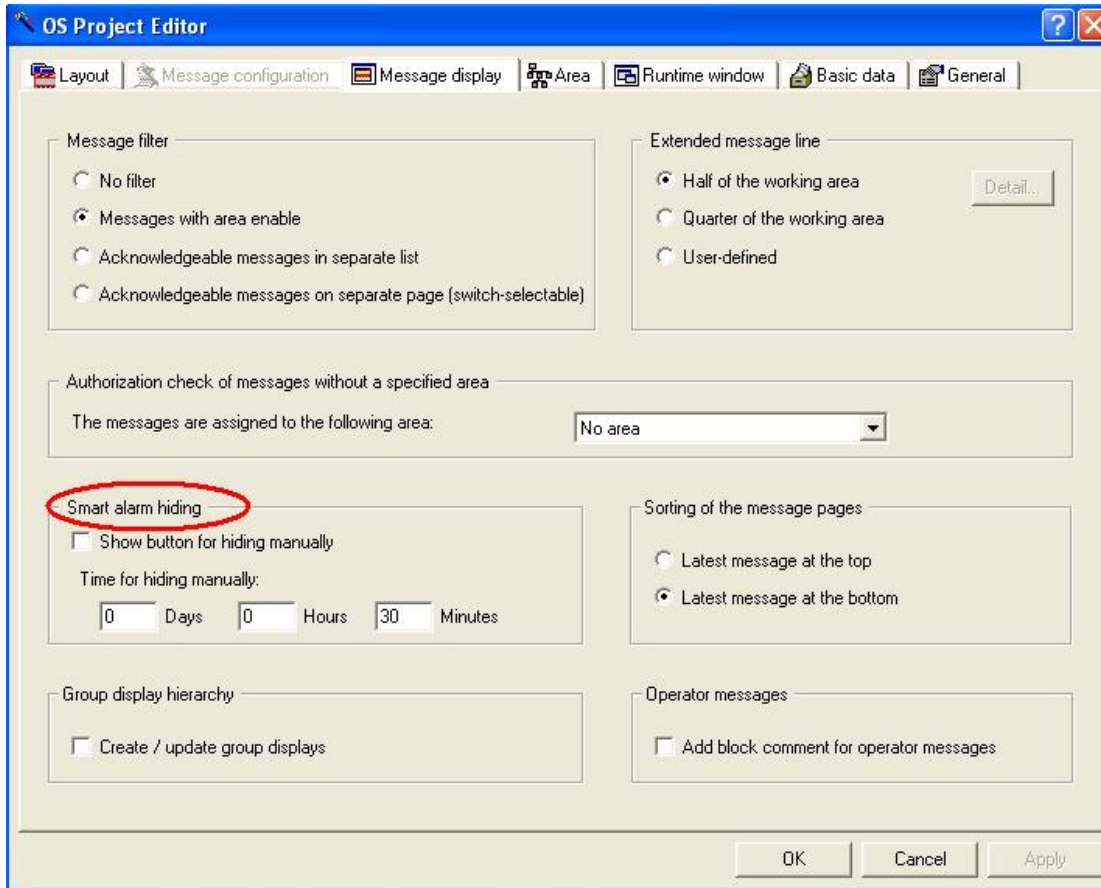 OS Project Editor
Layout Message configuration Message display Area Runtime window Basic data General
Message filter
No filter
Messages with area enable
Acknowledgeable messages in separate list
Acknowledgeable messages on separate page (switch-selectable)
Extended message line
Half of the working area
Detail...
Quarter of the working area
User-defined
Authorization check of messages without a specified area
The messages are assigned to the following area: No area
Smart alarm hiding
Show button for hiding manually
Time for hiding manually:
0 Days 0 Hours 30 Minutes
Sorting of the message pages
Latest message at the top
Latest message at the bottom
Group display hierarchy
Create / update group displays
Operator messages
Add block comment for operator messages
OK Cancel Apply